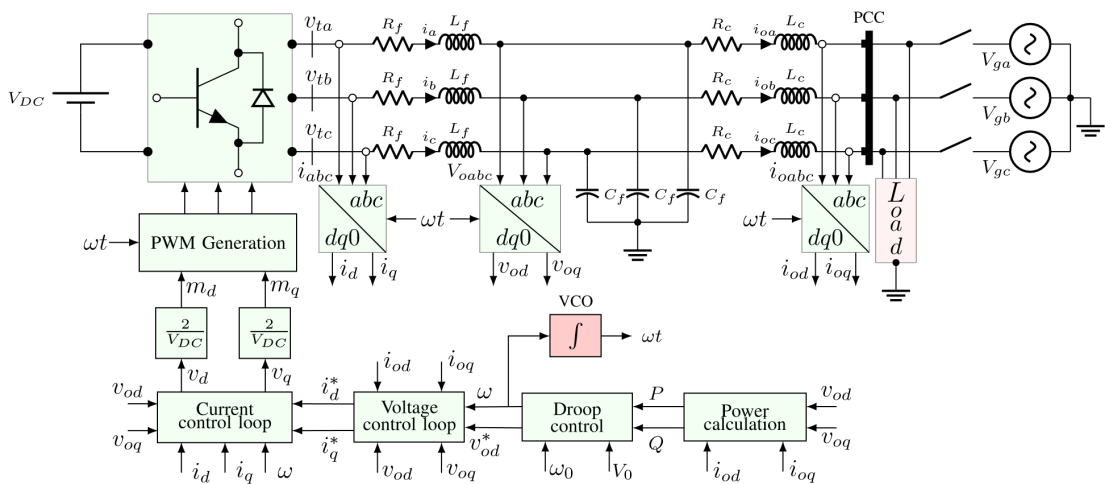 PCC
v_ta R_f i_a L_f R_c i_oa L_c V_ga
V_DC v_tb R_f i_b L_f R_c i_ob L_c V_gb
v_tc R_f i_c L_f R_c i_oc L_c V_gc
i_abc V_oabc i_oabc
C_f C_f C_f
abc dq0 ωt abc dq0 ωt abc dq0
Load
i_d i_q v_od v_oq i_od i_oq
ωt PWM Generation
m_d m_q
2/V_DC 2/V_DC
VCO
∫ ωt
v_d v_q
i_od i_oq
v_od v_oq
Current
control loop
i_d* i_q*
Voltage
control loop
ω v_od*
Droop
control
P Q
Power
calculation
v_od v_oq
i_d i_q ω
v_od v_oq
ω_0 V_0
i_od i_oq